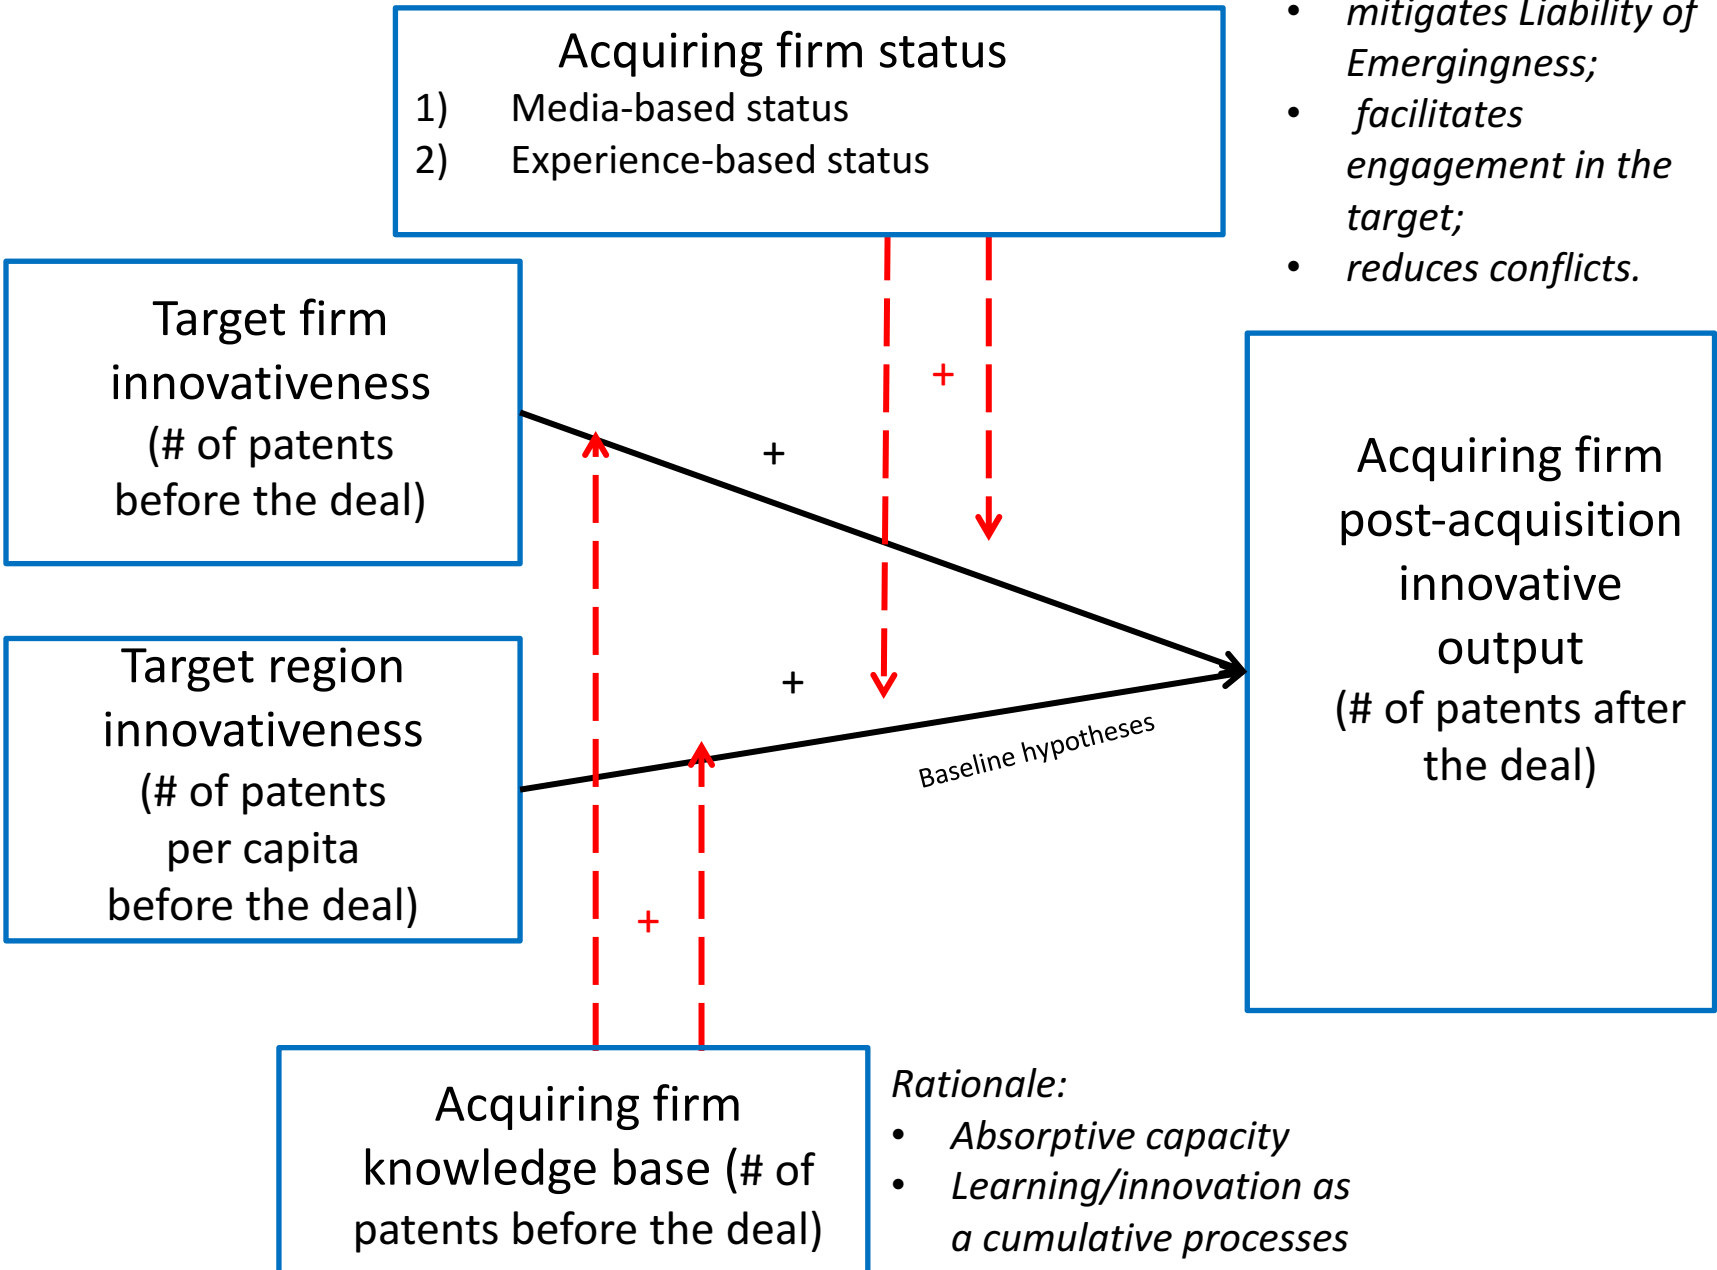 Acquiring firm status
1) Media-based status
2) Experience-based status
• mitigates Liability of
Emergingness;
• facilitates
engagement in the
target;
• reduces conflicts.
Target firm
innovativeness
(# of patents
before the deal)
+
+
Acquiring firm
post-acquisition
innovative
output
(# of patents after
the deal)
Target region
innovativeness
(# of patents
per capita
before the deal)
+
Baseline hypotheses
+
Acquiring firm
knowledge base (# of
patents before the deal)
Rationale:
• Absorptive capacity
• Learning/innovation as
a cumulative processes